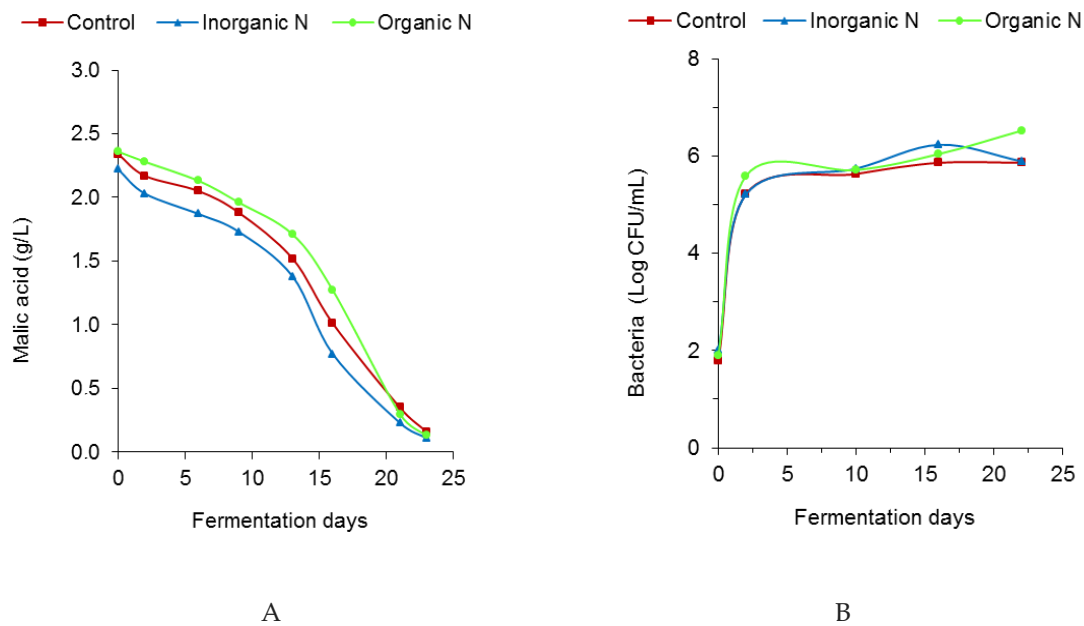 Control Inorganic N Organic N
3.0
2.5
2.0
1.5
1.0
0.5
0.0
Malic acid (g/L)
0 5 10 15 20 25
Fermentation days
A
Control Inorganic N Organic N
8
6
4
2
0
Bacteria (Log CFU/mL)
0 5 10 15 20 25
Fermentation days
B